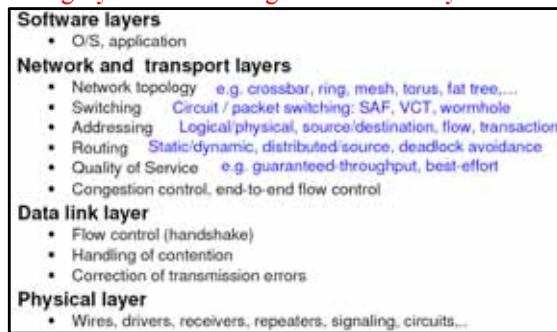 Software layers
• O/S, application
Network and transport layers
• Network topology e.g. crossbar, ring, mesh, torus, fat tree,...
• Switching Circuit / packet switching: SAF, VCT, wormhole
• Addressing Logical/physical, source/destination, flow, transaction
• Routing Static/dynamic, distributed/source, deadlock avoidance
• Quality of Service e.g. guaranteed-throughput, best-effort
• Congestion control, end-to-end flow control
Data link layer
• Flow control (handshake)
• Handling of contention
• Correction of transmission errors
Physical layer
• Wires, drivers, receivers, repeaters, signaling, circuits,..